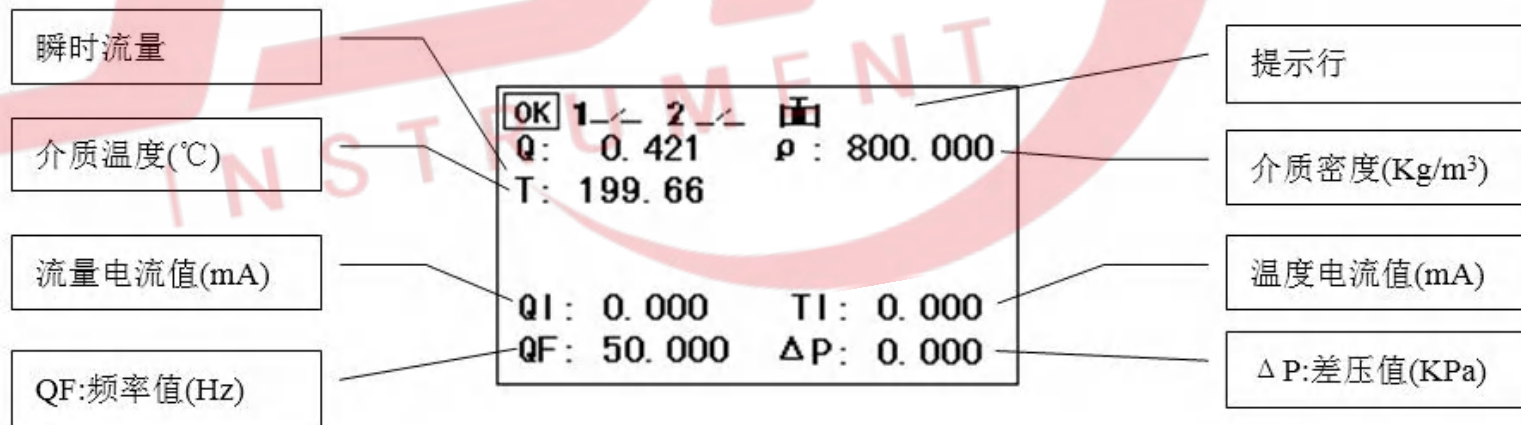 瞬时流量
介质温度(℃)
流量电流值(mA)
QF:频率值(Hz)
OK 1 2
Q: 0.421 ρ: 800.000
T: 199.66
QI: 0.000 TI: 0.000
QF: 50.000 ΔP: 0.000
提示行
介质密度(Kg/m³)
温度电流值(mA)
ΔP:差压值(KPa)
INSTRUMENT